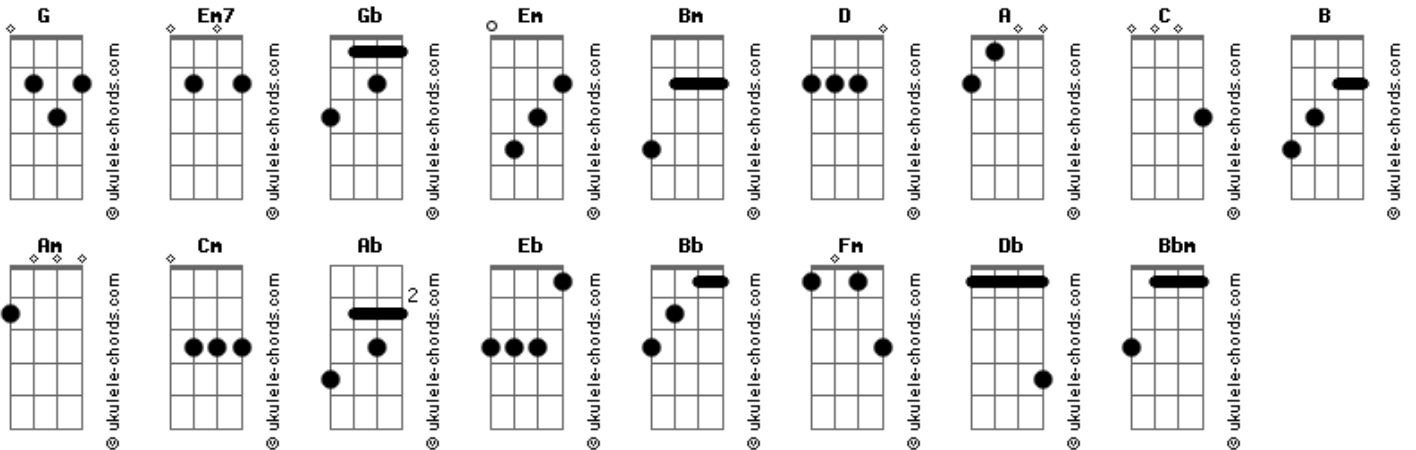 G Em7 Gb Em Bm D A C B
© ukulele-chords.com © ukulele-chords.com © ukulele-chords.com © ukulele-chords.com © ukulele-chords.com © ukulele-chords.com © ukulele-chords.com © ukulele-chords.com © ukulele-chords.com
Am Cm Ab Eb Bb Fm Db Bbm
2
© ukulele-chords.com © ukulele-chords.com © ukulele-chords.com © ukulele-chords.com © ukulele-chords.com © ukulele-chords.com © ukulele-chords.com © ukulele-chords.com